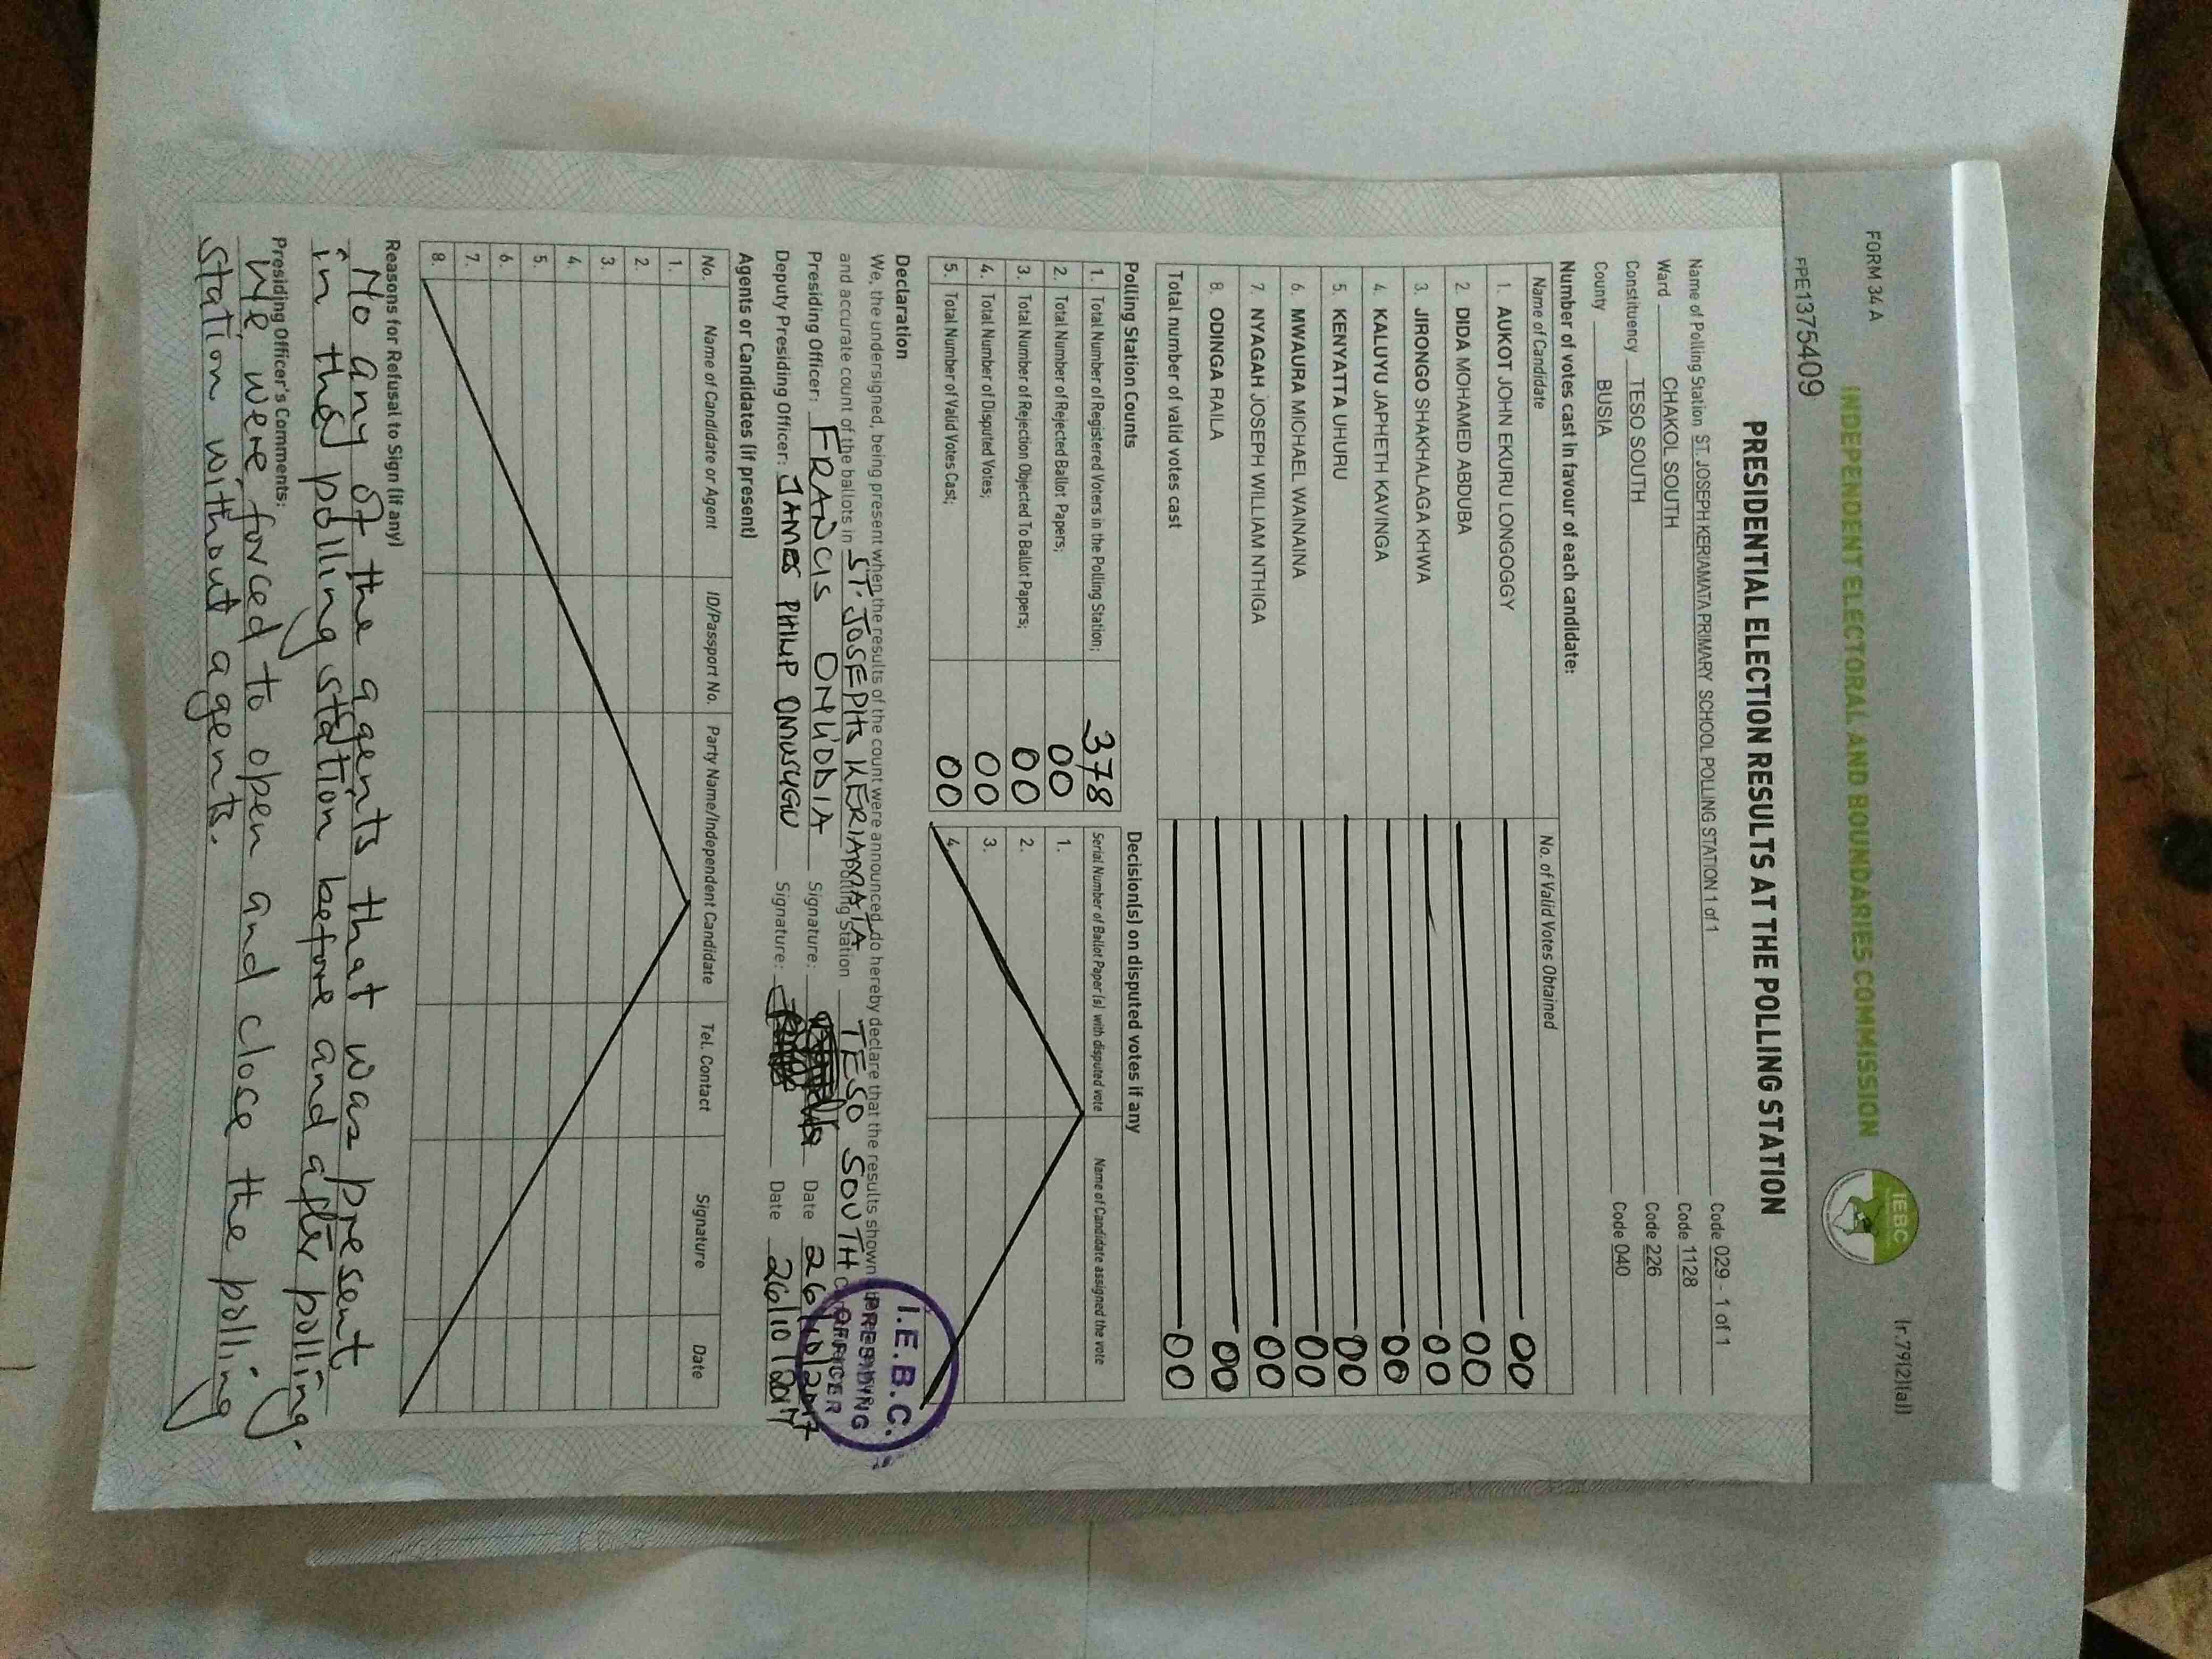 FORM 34 A (r.79(2)(a))
INDEPENDENT ELECTORAL AND BOUNDARIES COMMISSION
IEBC
FPE1375409
PRESIDENTIAL ELECTION RESULTS AT THE POLLING STATION
Name of Polling Station ST. JOSEPH KERIAMATA PRIMARY SCHOOL POLLING STATION 1 of 1 Code 029 - 1 of 1
Ward CHAKOL SOUTH Code 1128
Constituency TESO SOUTH Code 226
County BUSIA Code 040
Number of votes cast in favour of each candidate:
Name of Candidate No. of Valid Votes Obtained
1. AUKOT JOHN EKURU LONGOGGY 00
2. DIDA MOHAMED ABDUBA 00
3. JIRONGO SHAKHALAGA KHWA 00
4. KALUYU JAPHETH KAVINGA 00
5. KENYATTA UHURU 00
6. MWAURA MICHAEL WAINAINA 00
7. NYAGAH JOSEPH WILLIAM NTHIGA 00
8. ODINGA RAILA 00
Total number of valid votes cast 00
Polling Station Counts
1. Total Number of Registered Voters in the Polling Station; 378
2. Total Number of Rejected Ballot Papers; 00
3. Total Number of Rejection Objected To Ballot Papers; 00
4. Total Number of Disputed Votes; 00
5. Total Number of Valid Votes Cast; 00
Decision(s) on disputed votes if any
Serial Number of Ballot Paper (s) with disputed vote Name of Candidate assigned the vote
1.
2.
3.
4.
Declaration
We, the undersigned, being present when the results of the count were announced, do hereby declare that the results shown
and accurate count of the ballots in ST. JOSEPHS KERIAMATA Polling Station TESO SOUTH
Presiding Officer: FRANCIS Signature: Date 26/10/2017
Deputy Presiding Officer: JAMES PHILIP Signature: Date 26/10/2017
I.E.B.C.
PRESIDING
OFFICER
Agents or Candidates (if present)
No. Name of Candidate or Agent ID/Passport No. Party Name/Independent Candidate Tel. Contact Signature Date
1.
2.
3.
4.
5.
6.
7.
8.
Reasons for Refusal to Sign (if any)
No any of the agents that was present
in the polling station before and after polling.
Presiding Officer's Comments:
We were forced to open and close the polling
station without agents.